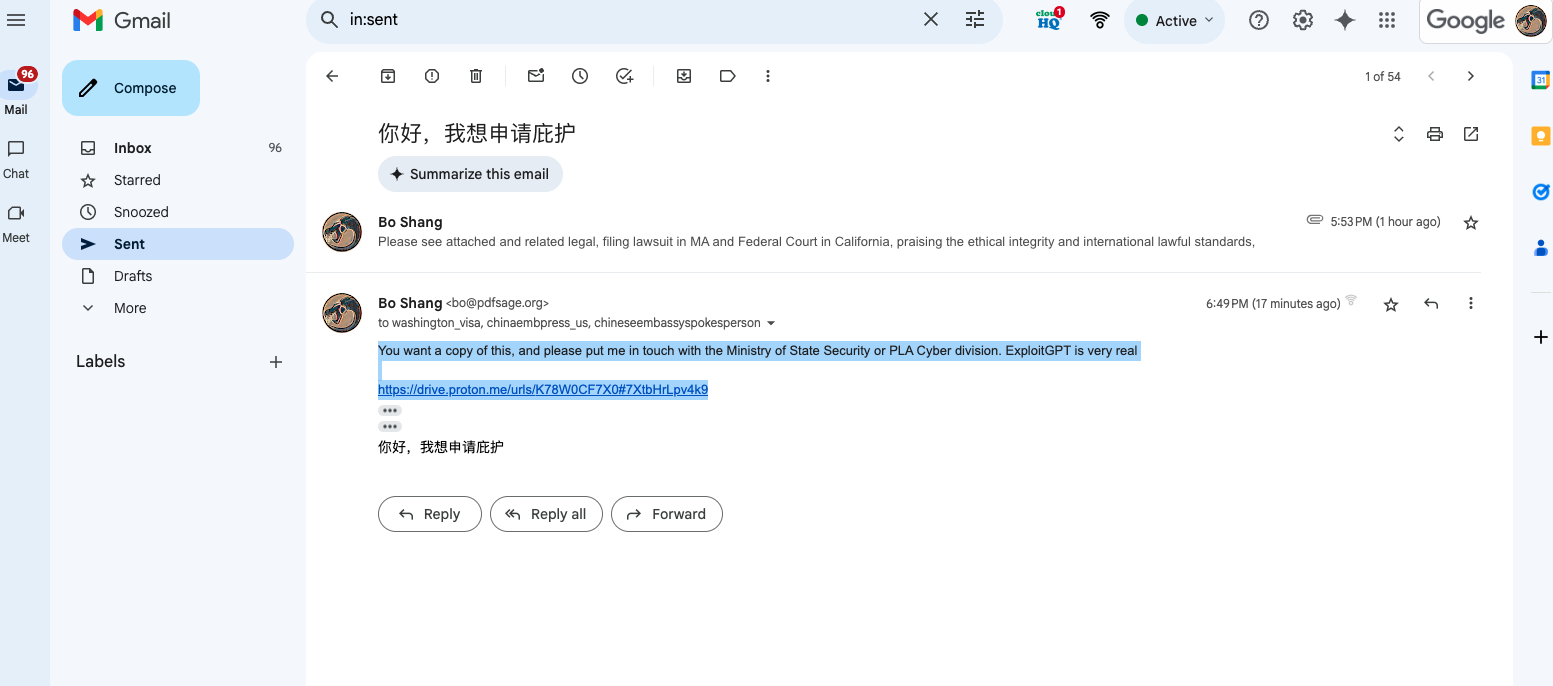 Gmail
in:sent
cloud
HQ
1
Active
Google
96
Mail
Chat
Meet
Compose
Inbox
96
Starred
Snoozed
Sent
Drafts
More
Labels
1 of 54
31
你好，我想申请庇护
Summarize this email
Bo Shang
5:53 PM (1 hour ago)
Please see attached and related legal, filing lawsuit in MA and Federal Court in California, praising the ethical integrity and international lawful standards,
Bo Shang <bo@pdfsage.org>
6:49 PM (17 minutes ago)
to washington_visa, chinaembpress_us, chineseembassyspokesperson
You want a copy of this, and please put me in touch with the Ministry of State Security or PLA Cyber division. ExploitGPT is very real
https://drive.proton.me/urls/K78W0CF7X0#7XtbHrLpv4k9
你好，我想申请庇护
Reply
Reply all
Forward